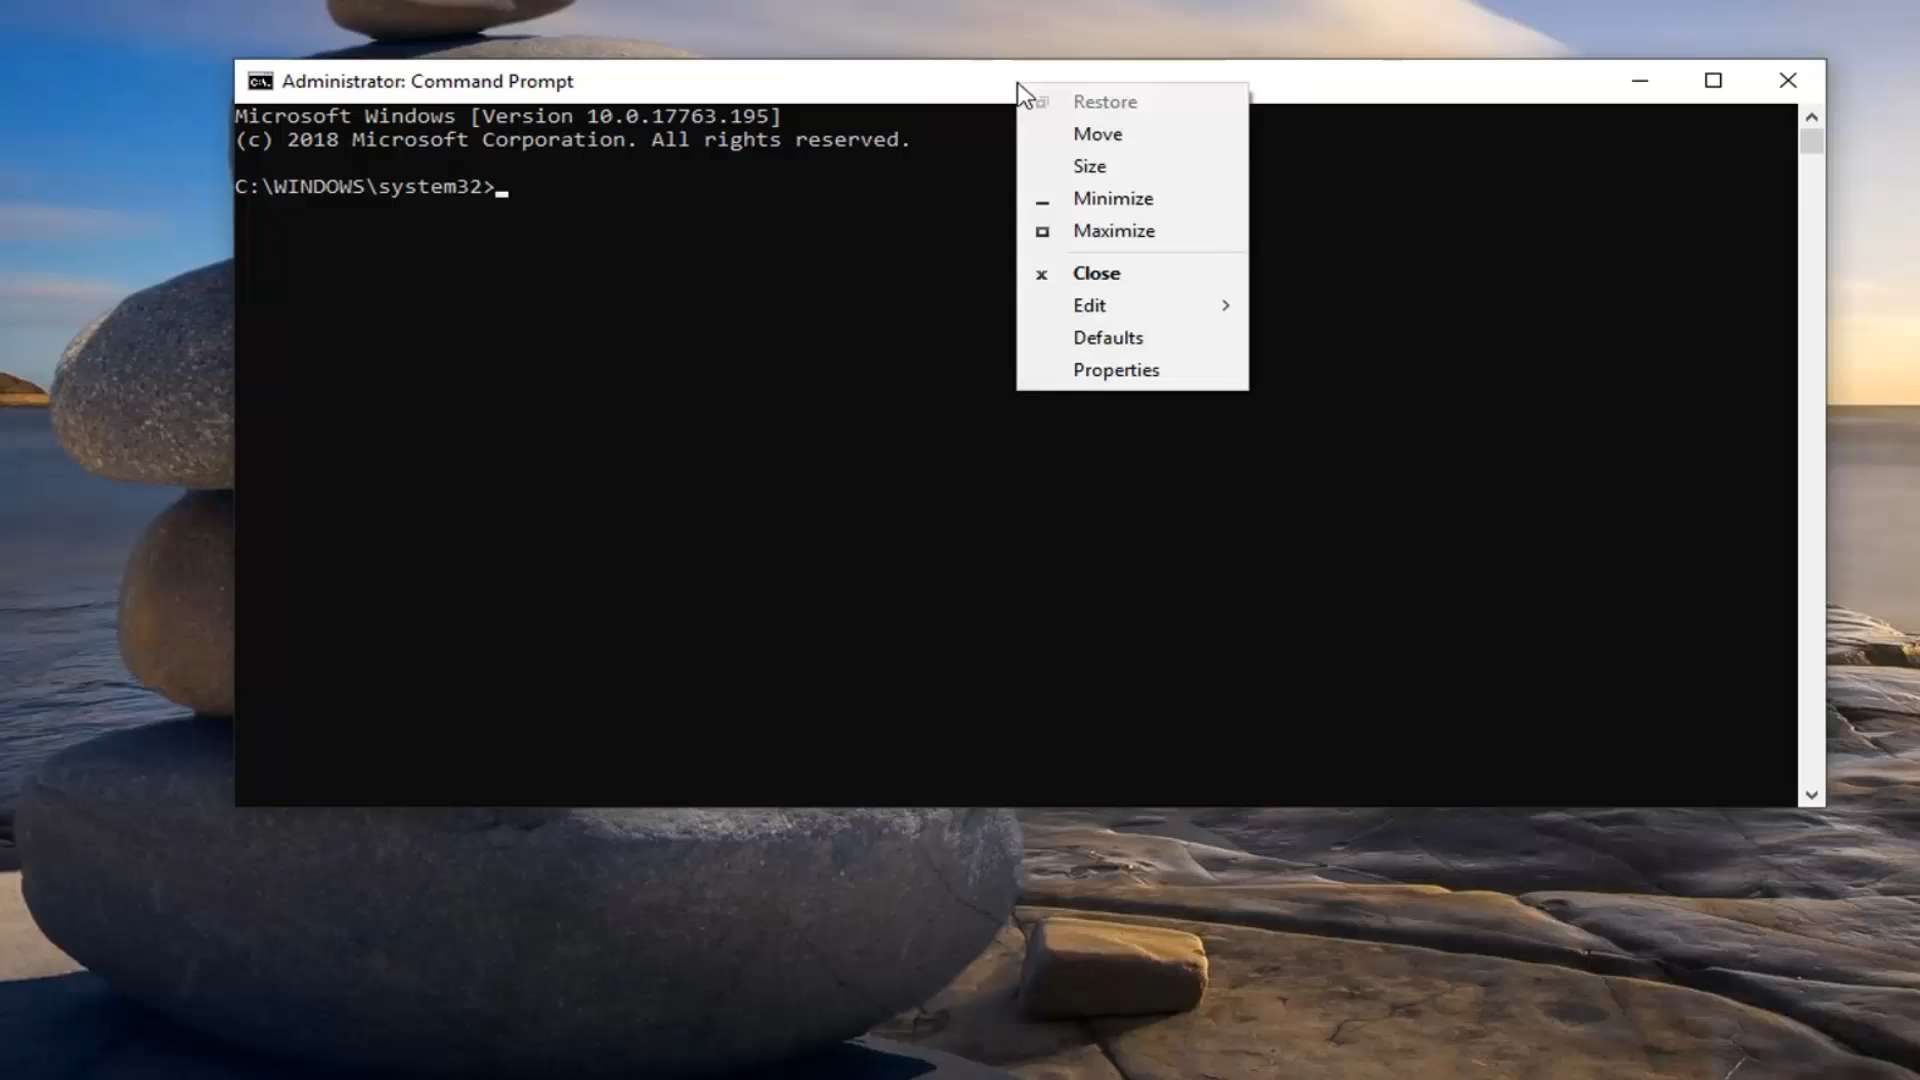 Administrator: Command Prompt
Microsoft Windows [Version 10.0.17763.195]
(c) 2018 Microsoft Corporation. All rights reserved.
C:\WINDOWS\system32>
Restore
Move
Size
Minimize
Maximize
Close
Edit
Defaults
Properties